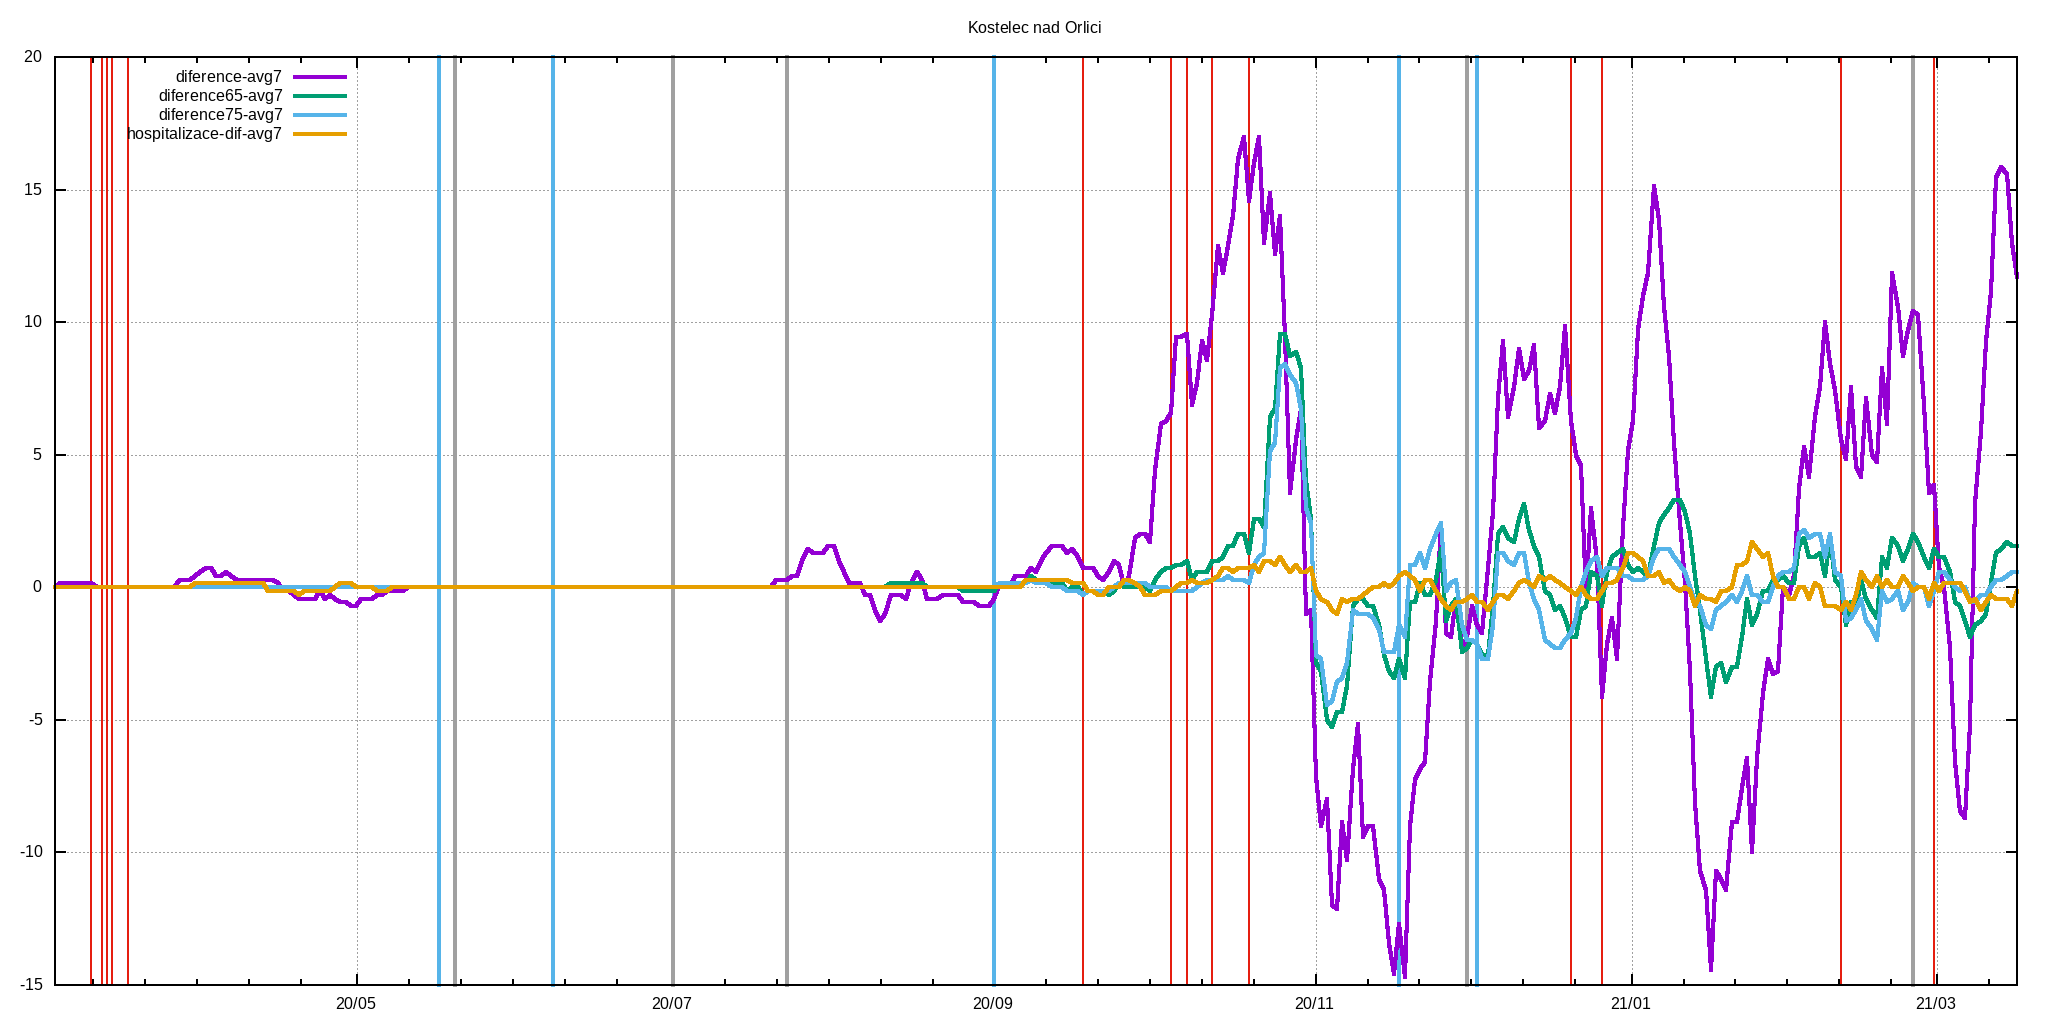 Kostelec nad Orlici
diference-avg7
diference65-avg7
diference75-avg7
hospitalizace-dif-avg7
20
15
10
5
0
-5
-10
-15
20/05 20/07 20/09 20/11 21/01 21/03